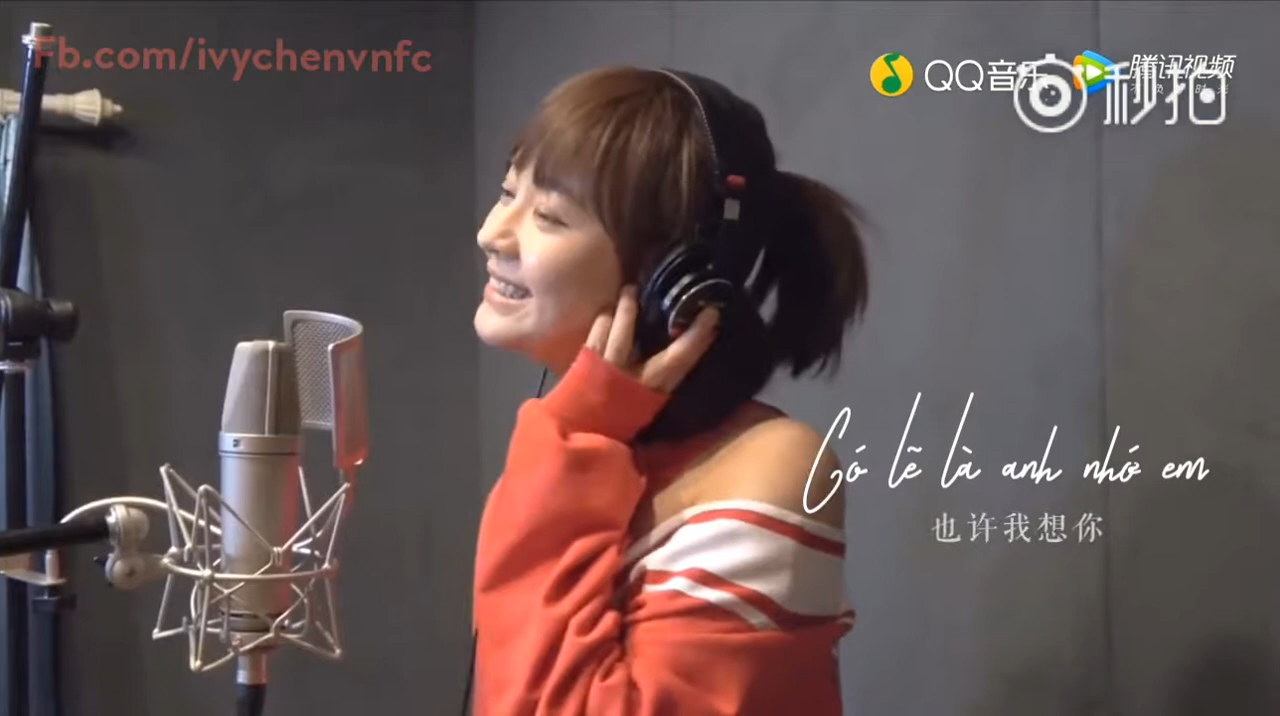 Fb.com/ivychenvnfc
QQ音乐
腾讯视频
秒拍
Có lẽ là anh nhớ em
也许我想你